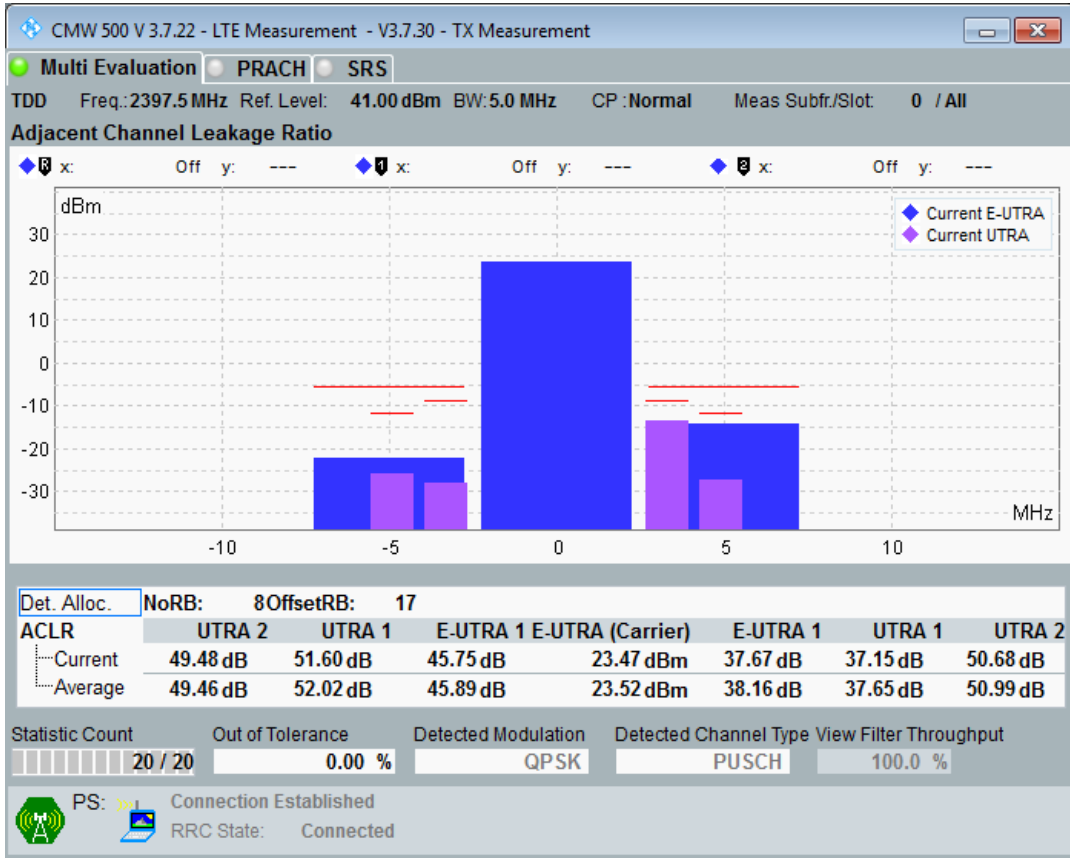 CMW 500 V 3.7.22 - LTE Measurement - V3.7.30 - TX Measurement
Multi Evaluation PRACH SRS
TDD Freq.: 2397.5 MHz Ref. Level: 41.00 dBm BW: 5.0 MHz CP : Normal Meas Subfr./Slot: 0 / All
Adjacent Channel Leakage Ratio
R x: Off y: --- 1 x: Off y: --- 2 x: Off y: ---
dBm
Current E-UTRA
Current UTRA
30
20
10
0
-10
-20
-30
MHz
-10 -5 0 5 10
Det. Alloc. NoRB: 8 OffsetRB: 17
ACLR UTRA 2 UTRA 1 E-UTRA 1 E-UTRA (Carrier) E-UTRA 1 UTRA 1 UTRA 2
Current 49.48 dB 51.60 dB 45.75 dB 23.47 dBm 37.67 dB 37.15 dB 50.68 dB
Average 49.46 dB 52.02 dB 45.89 dB 23.52 dBm 38.16 dB 37.65 dB 50.99 dB
Statistic Count Out of Tolerance Detected Modulation Detected Channel Type View Filter Throughput
20 / 20 0.00 % QPSK PUSCH 100.0 %
PS: Connection Established
RRC State: Connected